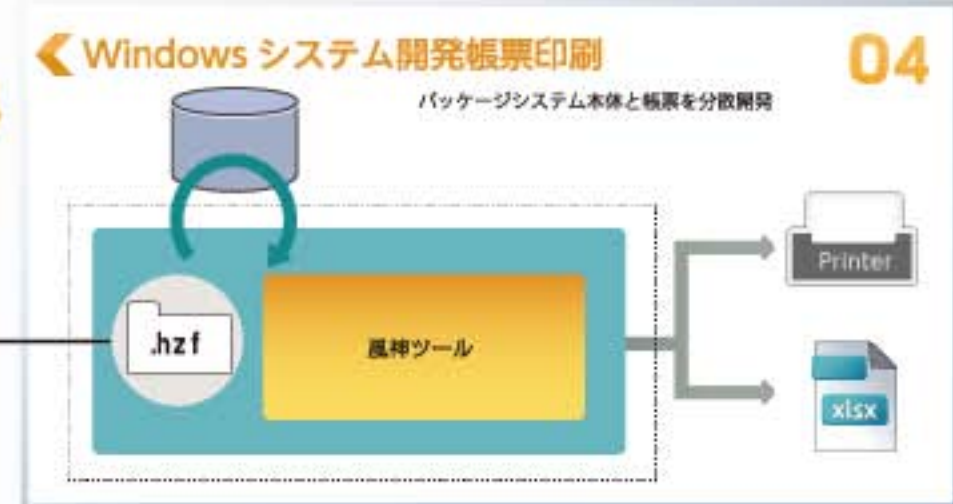 Windows システム開発帳票印刷
04
パッケージシステム本体と帳票を分散開発
.hzf
風神ツール
Printer
xlsx